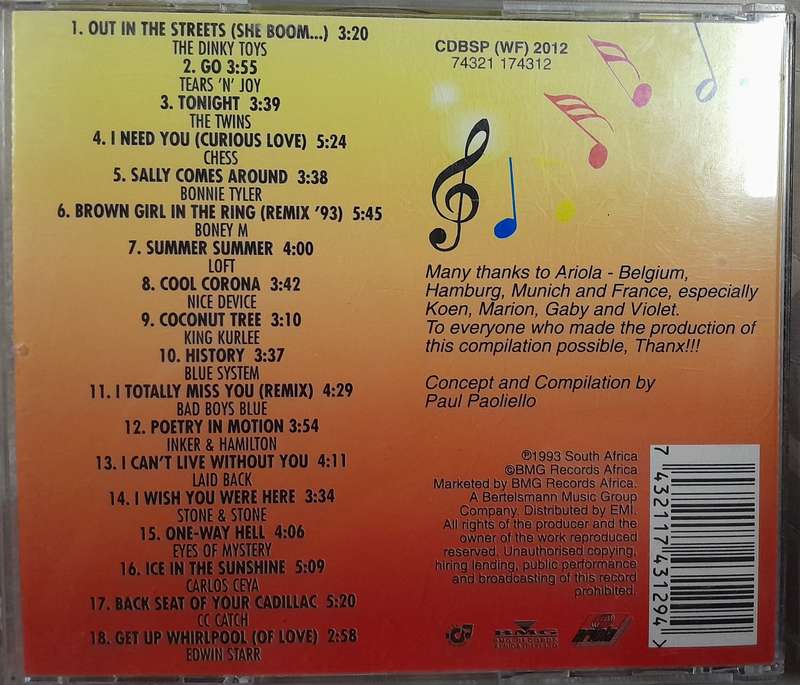 1. OUT IN THE STREETS (SHE BOOM...) 3:20
THE DINKY TOYS
2. GO 3:55
TEARS 'N' JOY
3. TONIGHT 3:39
THE TWINS
4. I NEED YOU (CURIOUS LOVE) 5:24
CHESS
5. SALLY COMES AROUND 3:38
BONNIE TYLER
6. BROWN GIRL IN THE RING (REMIX '93) 5:45
BONEY M
7. SUMMER SUMMER 4:00
LOFT
8. COOL CORONA 3:42
NICE DEVICE
9. COCONUT TREE 3:10
KING KURLEE
10. HISTORY 3:37
BLUE SYSTEM
11. I TOTALLY MISS YOU (REMIX) 4:29
BAD BOYS BLUE
12. POETRY IN MOTION 3:54
INKER & HAMILTON
13. I CAN'T LIVE WITHOUT YOU 4:11
LAID BACK
14. I WISH YOU WERE HERE 3:34
STONE & STONE
15. ONE-WAY HELL 4:06
EYES OF MYSTERY
16. ICE IN THE SUNSHINE 5:09
CARLOS CEYA
17. BACK SEAT OF YOUR CADILLAC 5:20
CC CATCH
18. GET UP WHIRLPOOL (OF LOVE) 2:58
EDWIN STARR
CDBSP (WF) 2012
74321 174312
Many thanks to Ariola - Belgium,
Hamburg, Munich and France, especially
Koen, Marion, Gaby and Violet.
To everyone who made the production of
this compilation possible, Thanx!!!
Concept and Compilation by
Paul Paoliello
℗1993 South Africa
©BMG Records Africa
Marketed by BMG Records Africa.
A Bertelsmann Music Group
Company. Distributed by EMI.
All rights of the producer and the
owner of the work reproduced
reserved. Unauthorised copying,
hiring lending, public performance
and broadcasting of this record
prohibited.
BMG
7 432117 431294 >